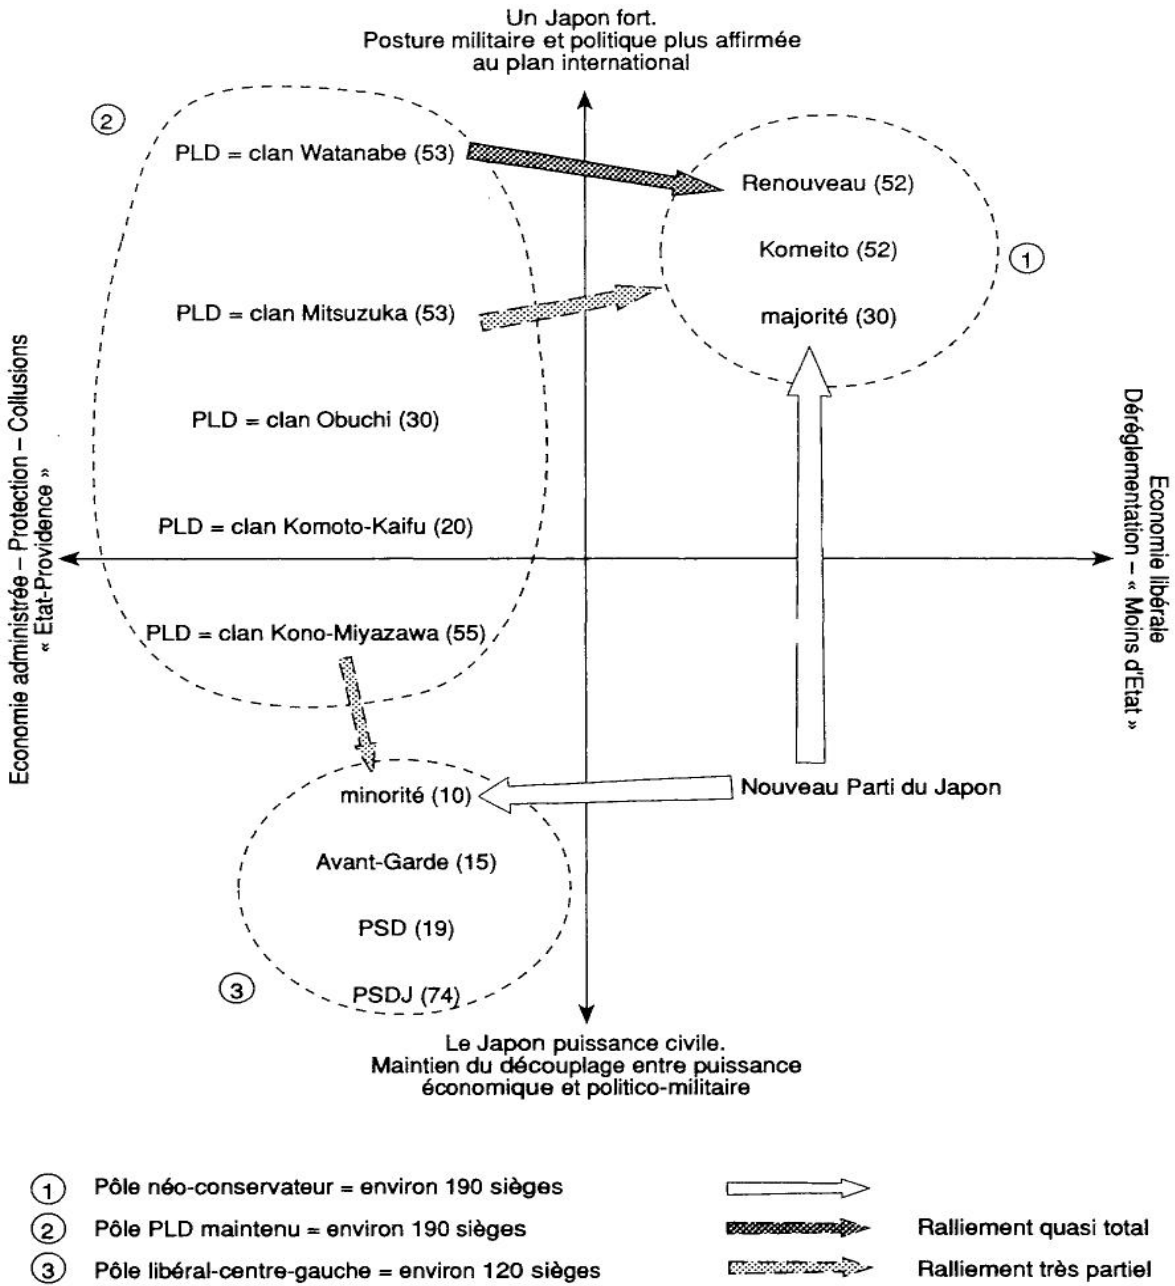 Un Japon fort.
Posture militaire et politique plus affirmée
au plan international
2
PLD = clan Watanabe (53)
Renouveau (52)
Komeito (52)
1
PLD = clan Mitsuzuka (53)
majorité (30)
PLD = clan Obuchi (30)
PLD = clan Komoto-Kaifu (20)
Economie administrée – Protection – Collusions
« Etat-Providence »
Economie libérale
Déréglementation – « Moins d'Etat »
PLD = clan Kono-Miyazawa (55)
minorité (10)
Nouveau Parti du Japon
Avant-Garde (15)
PSD (19)
3
PSDJ (74)
Le Japon puissance civile.
Maintien du découplage entre puissance
économique et politico-militaire
1 Pôle néo-conservateur = environ 190 sièges
2 Pôle PLD maintenu = environ 190 sièges
Ralliement quasi total
3 Pôle libéral-centre-gauche = environ 120 sièges
Ralliement très partiel